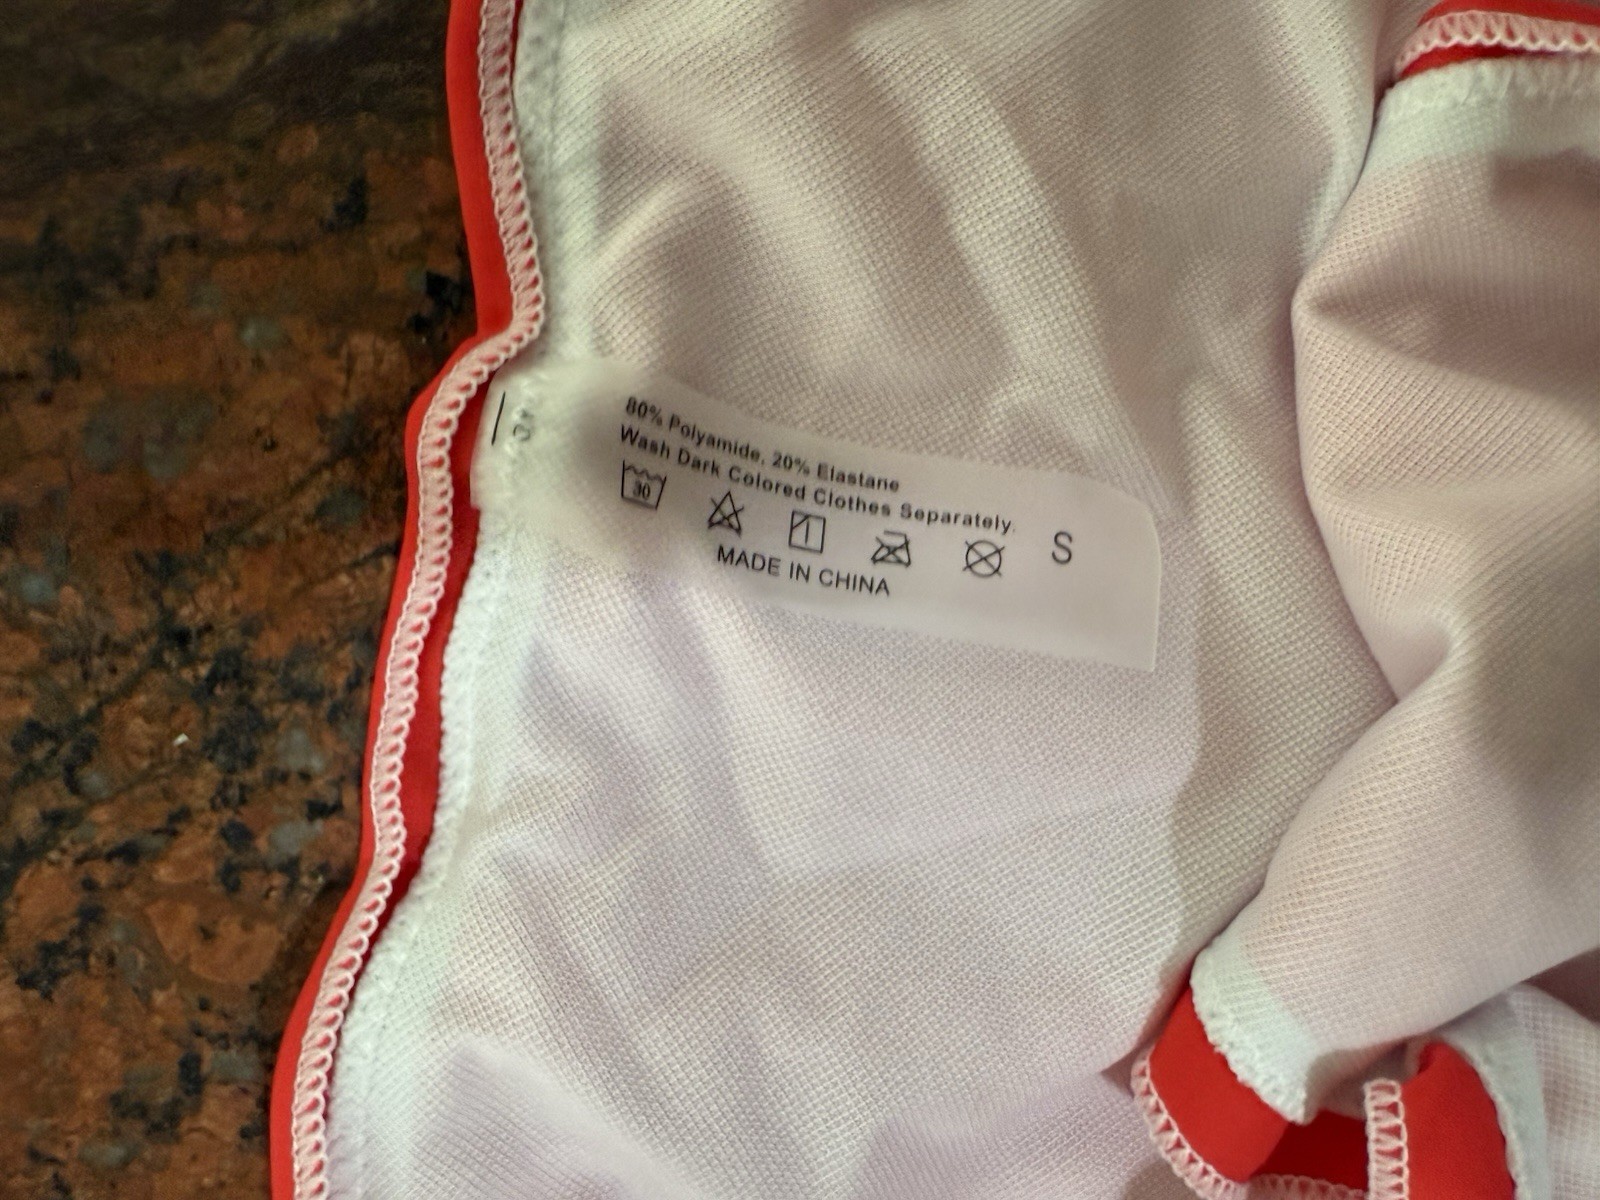 80% Polyamide, 20% Elastane
Wash Dark Colored Clothes Separately.
30
S
MADE IN CHINA